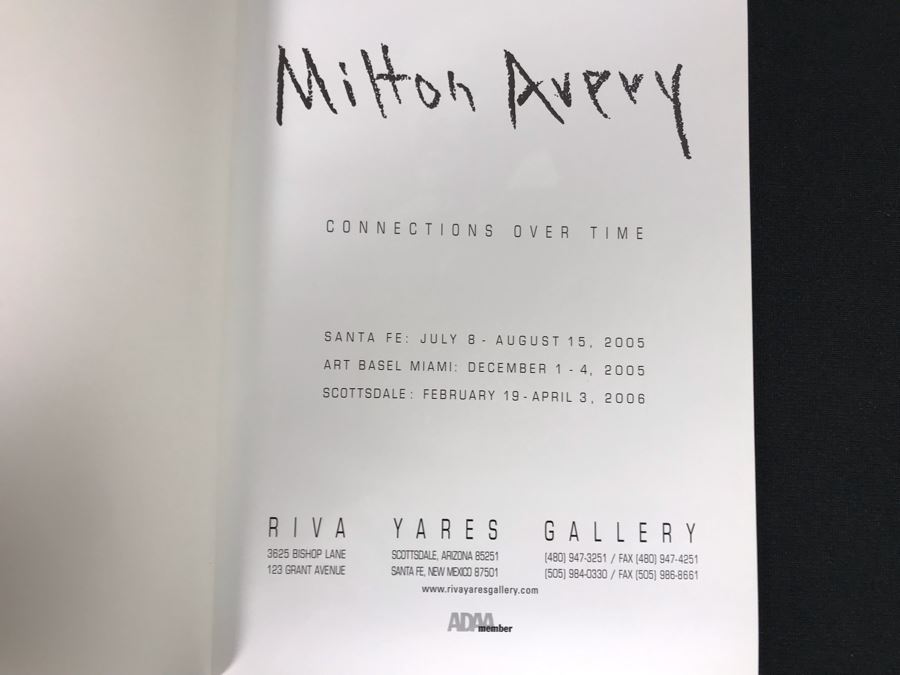 Milton Avery
CONNECTIONS OVER TIME
SANTA FE: JULY 8 - AUGUST 15, 2005
ART BASEL MIAMI: DECEMBER 1 - 4, 2005
SCOTTSDALE: FEBRUARY 19 - APRIL 3, 2006
RIVA YARES GALLERY
3625 BISHOP LANE SCOTTSDALE, ARIZONA 85251 (480) 947-3251 / FAX (480) 947-4251
123 GRANT AVENUE SANTA FE, NEW MEXICO 87501 (505) 984-0330 / FAX (505) 986-8661
www.rivayaresgallery.com
ADAA member